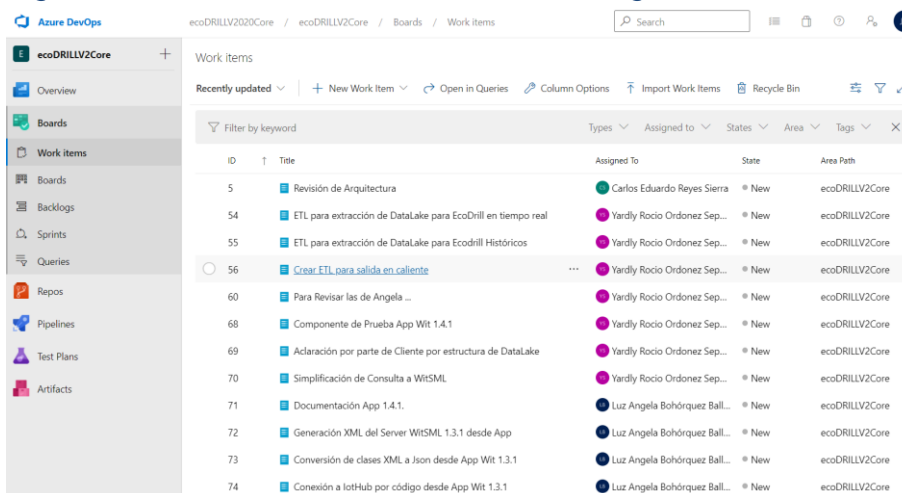 Azure DevOps
ecoDRILLV2020Core / ecoDRILLV2Core / Boards / Work items
Search
E ecoDRILLV2Core
Overview
Boards
Work items
Boards
Backlogs
Sprints
Queries
Repos
Pipelines
Test Plans
Artifacts
Work items
Recently updated New Work Item Open in Queries Column Options Import Work Items Recycle Bin
Filter by keyword Types Assigned to States Area Tags
ID Title Assigned To State Area Path
5 Revisión de Arquitectura Carlos Eduardo Reyes Sierra New ecoDRILLV2Core
54 ETL para extracción de DataLake para EcoDrill en tiempo real Yardly Rocio Ordonez Sep... New ecoDRILLV2Core
55 ETL para extracción de DataLake para Ecodrill Históricos Yardly Rocio Ordonez Sep... New ecoDRILLV2Core
56 Crear ETL para salida en caliente ... Yardly Rocio Ordonez Sep... New ecoDRILLV2Core
60 Para Revisar las de Angela ... Yardly Rocio Ordonez Sep... New ecoDRILLV2Core
68 Componente de Prueba App Wit 1.4.1 Yardly Rocio Ordonez Sep... New ecoDRILLV2Core
69 Aclaración por parte de Cliente por estructura de DataLake Yardly Rocio Ordonez Sep... New ecoDRILLV2Core
70 Simplificación de Consulta a WitSML Yardly Rocio Ordonez Sep... New ecoDRILLV2Core
71 Documentación App 1.4.1. Luz Angela Bohórquez Ball... New ecoDRILLV2Core
72 Generación XML del Server WitSML 1.3.1 desde App Luz Angela Bohórquez Ball... New ecoDRILLV2Core
73 Conversión de clases XML a Json desde App Wit 1.3.1 Luz Angela Bohórquez Ball... New ecoDRILLV2Core
74 Conexión a IotHub por código desde App Wit 1.3.1 Luz Angela Bohórquez Ball... New ecoDRILLV2Core